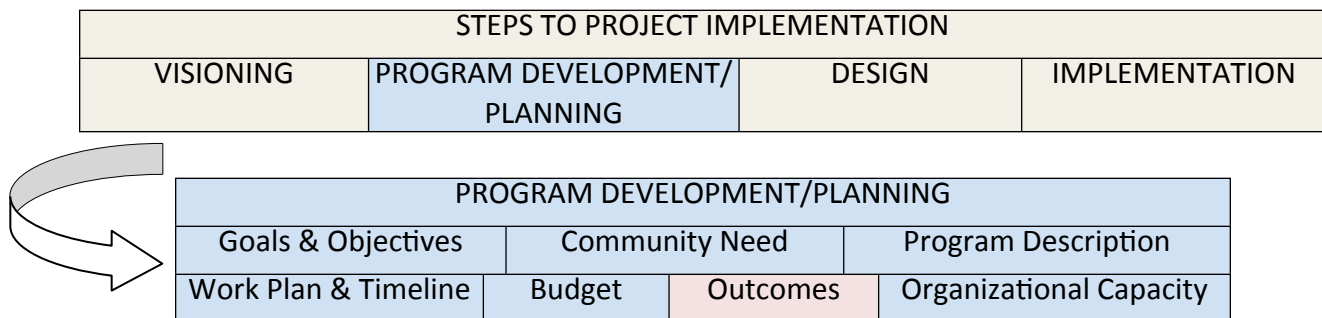 STEPS TO PROJECT IMPLEMENTATION
VISIONING
PROGRAM DEVELOPMENT/
PLANNING
DESIGN
IMPLEMENTATION
PROGRAM DEVELOPMENT/PLANNING
Goals & Objectives
Community Need
Program Description
Work Plan & Timeline
Budget
Outcomes
Organizational Capacity